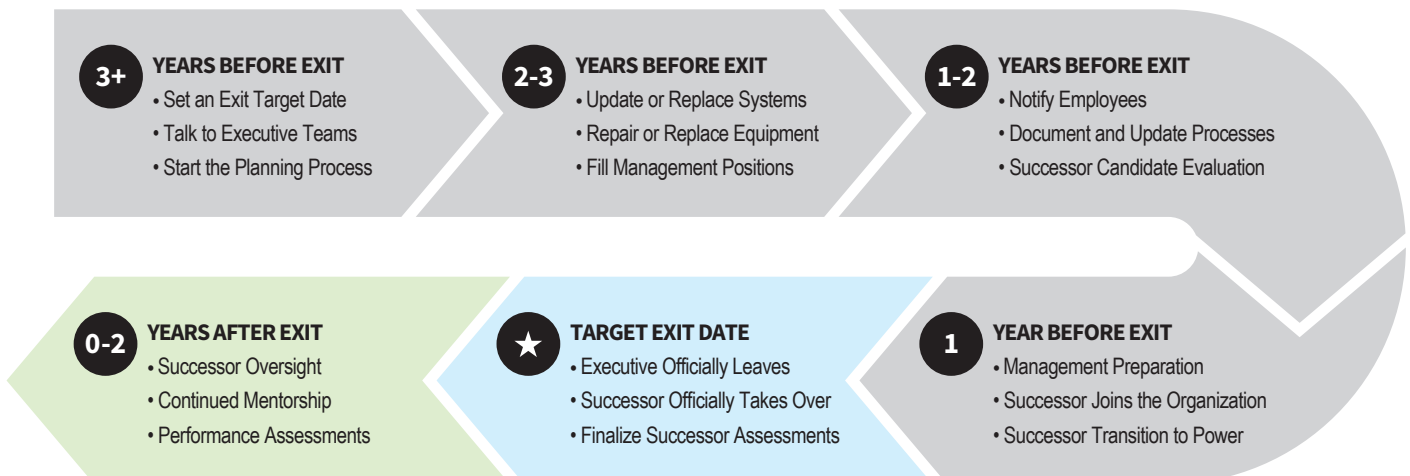 3+
YEARS BEFORE EXIT
• Set an Exit Target Date
• Talk to Executive Teams
• Start the Planning Process
2-3
YEARS BEFORE EXIT
• Update or Replace Systems
• Repair or Replace Equipment
• Fill Management Positions
1-2
YEARS BEFORE EXIT
• Notify Employees
• Document and Update Processes
• Successor Candidate Evaluation
1
YEAR BEFORE EXIT
• Management Preparation
• Successor Joins the Organization
• Successor Transition to Power
TARGET EXIT DATE
• Executive Officially Leaves
• Successor Officially Takes Over
• Finalize Successor Assessments
0-2
YEARS AFTER EXIT
• Successor Oversight
• Continued Mentorship
• Performance Assessments